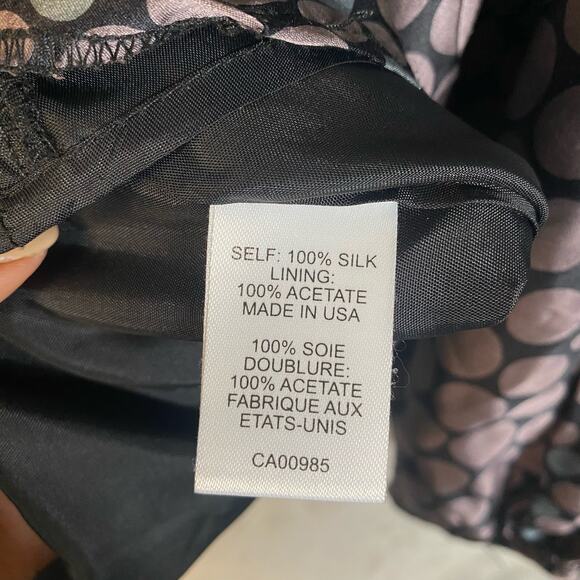 SELF: 100% SILK
LINING:
100% ACETATE
MADE IN USA
100% SOIE
DOUBLURE:
100% ACETATE
FABRIQUE AUX
ETATS-UNIS
CA00985